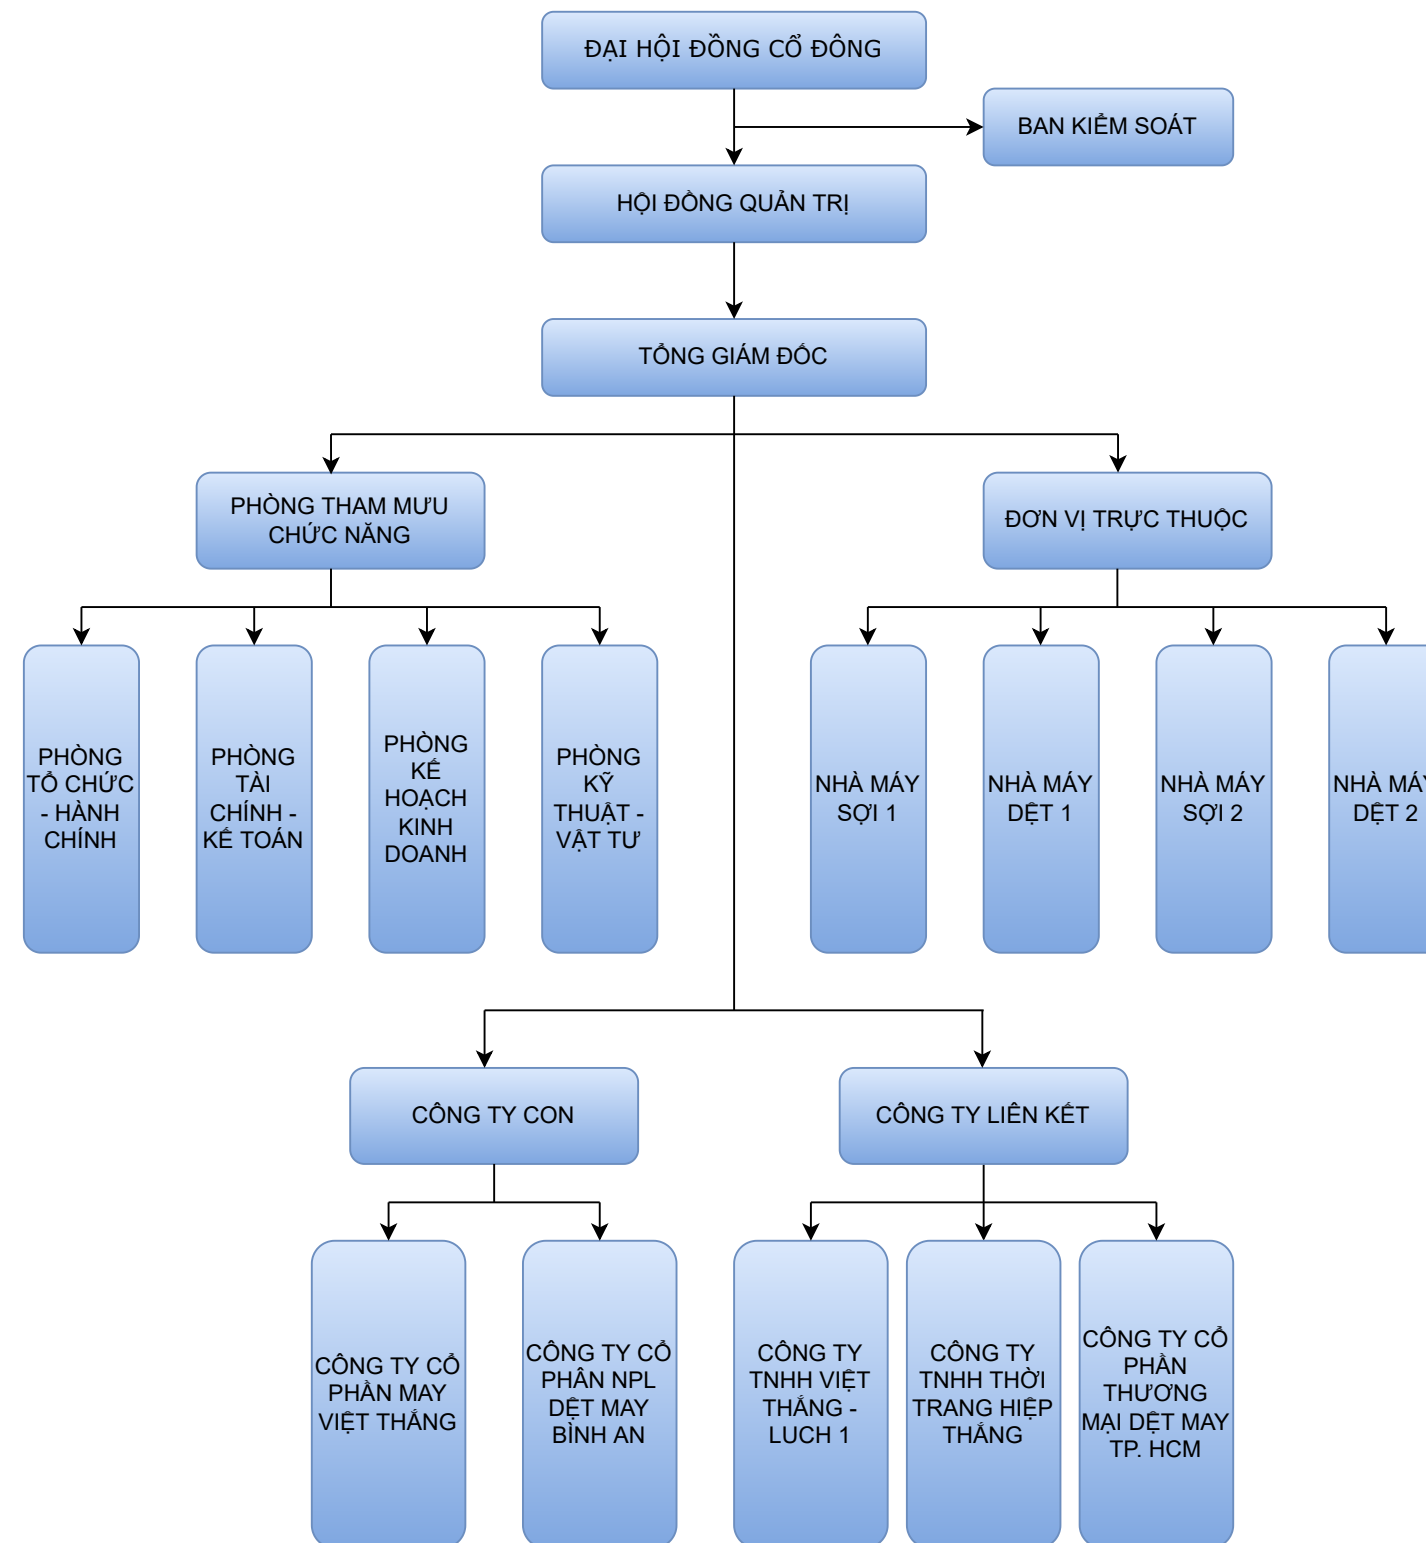 ĐẠI HỘI ĐỒNG CỔ ĐÔNG
BAN KIỂM SOÁT
HỘI ĐỒNG QUẢN TRỊ
TỔNG GIÁM ĐỐC
PHÒNG THAM MƯU
CHỨC NĂNG
ĐƠN VỊ TRỰC THUỘC
PHÒNG
TỔ CHỨC
- HÀNH
CHÍNH
PHÒNG
TÀI
CHÍNH -
KẾ TOÁN
PHÒNG
KẾ
HOẠCH
KINH
DOANH
PHÒNG
KỸ
THUẬT -
VẬT TƯ
NHÀ MÁY
SỢI 1
NHÀ MÁY
DỆT 1
NHÀ MÁY
SỢI 2
NHÀ MÁY
DỆT 2
CÔNG TY CON
CÔNG TY LIÊN KẾT
CÔNG TY CỔ
PHẦN MAY
VIỆT THẮNG
CÔNG TY CỔ
PHÂN NPL
DỆT MAY
BÌNH AN
CÔNG TY
TNHH VIỆT
THẮNG -
LUCH 1
CÔNG TY
TNHH THỜI
TRANG HIỆP
THẮNG
CÔNG TY CỔ
PHẦN
THƯƠNG
MẠI DỆT MAY
TP. HCM